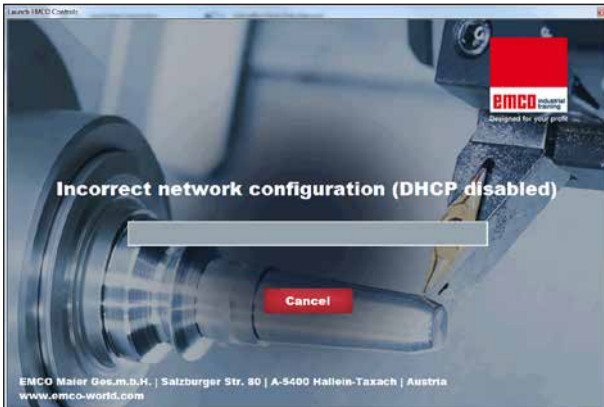 Launch EMCO Controls
emco industrial
training
Designed for your profit
Incorrect network configuration (DHCP disabled)
Cancel
EMCO Maier Ges.m.b.H. | Salzburger Str. 80 | A-5400 Hallein-Taxach | Austria
www.emco-world.com